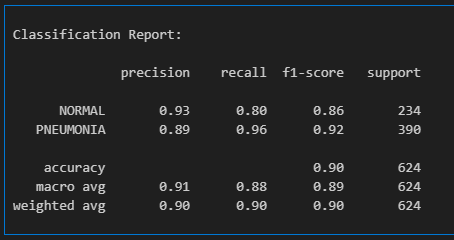 Classification Report:
precision recall f1-score support
NORMAL 0.93 0.80 0.86 234
PNEUMONIA 0.89 0.96 0.92 390
accuracy 0.90 624
macro avg 0.91 0.88 0.89 624
weighted avg 0.90 0.90 0.90 624